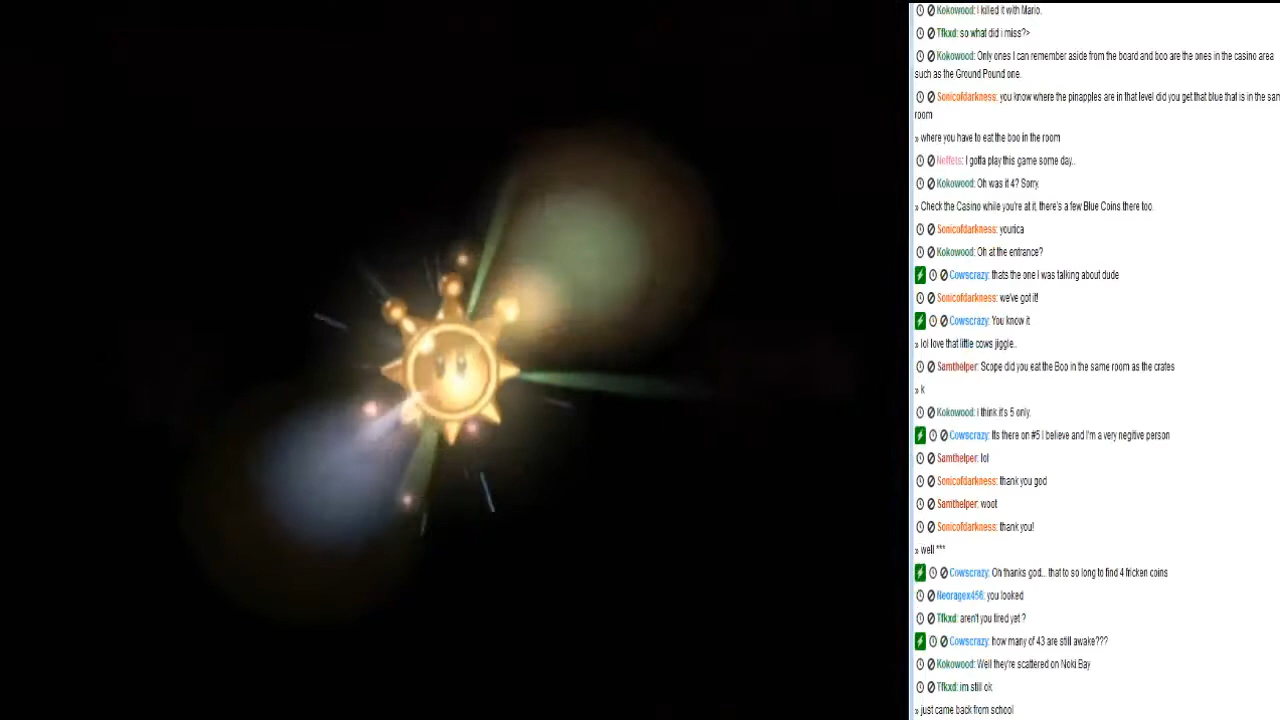 Kokowood: I killed it with Mario.
Tfkxd: so what did i miss?>
Kokowood: Only ones I can remember aside from the board and boo are the ones in the casino area
such as the Ground Pound one.
Sonicofdarkness: you know where the pinapples are in that level did you get that blue that is in the sam
room
» where you have to eat the boo in the room
Noffets: I gotta play this game some day..
Kokowood: Oh was it 4? Sorry.
» Check the Casino while you're at it, there's a few Blue Coins there too.
Sonicofdarkness: yourica
Kokowood: Oh at the entrance?
Cowscrazy: thats the one I was talking about dude
Sonicofdarkness: we've got it!
Cowscrazy: You know it
» lol love that little cows jiggle..
Samthelper: Scope did you eat the Boo in the same room as the crates
» k
Kokowood: I think it's 5 only.
Cowscrazy: Its there on #5 I believe and I'm a very negitive person
Samthelper: lol
Sonicofdarkness: thank you god
Samthelper: woot
Sonicofdarkness: thank you!
» well ***
Cowscrazy: Oh thanks god... that to so long to find 4 fricken coins
Neoragex456: you looked
Tfkxd: aren't you tired yet ?
Cowscrazy: how many of 43 are still awake???
Kokowood: Well they're scattered on Noki Bay
Tfkxd: im still ok
» just came back from school